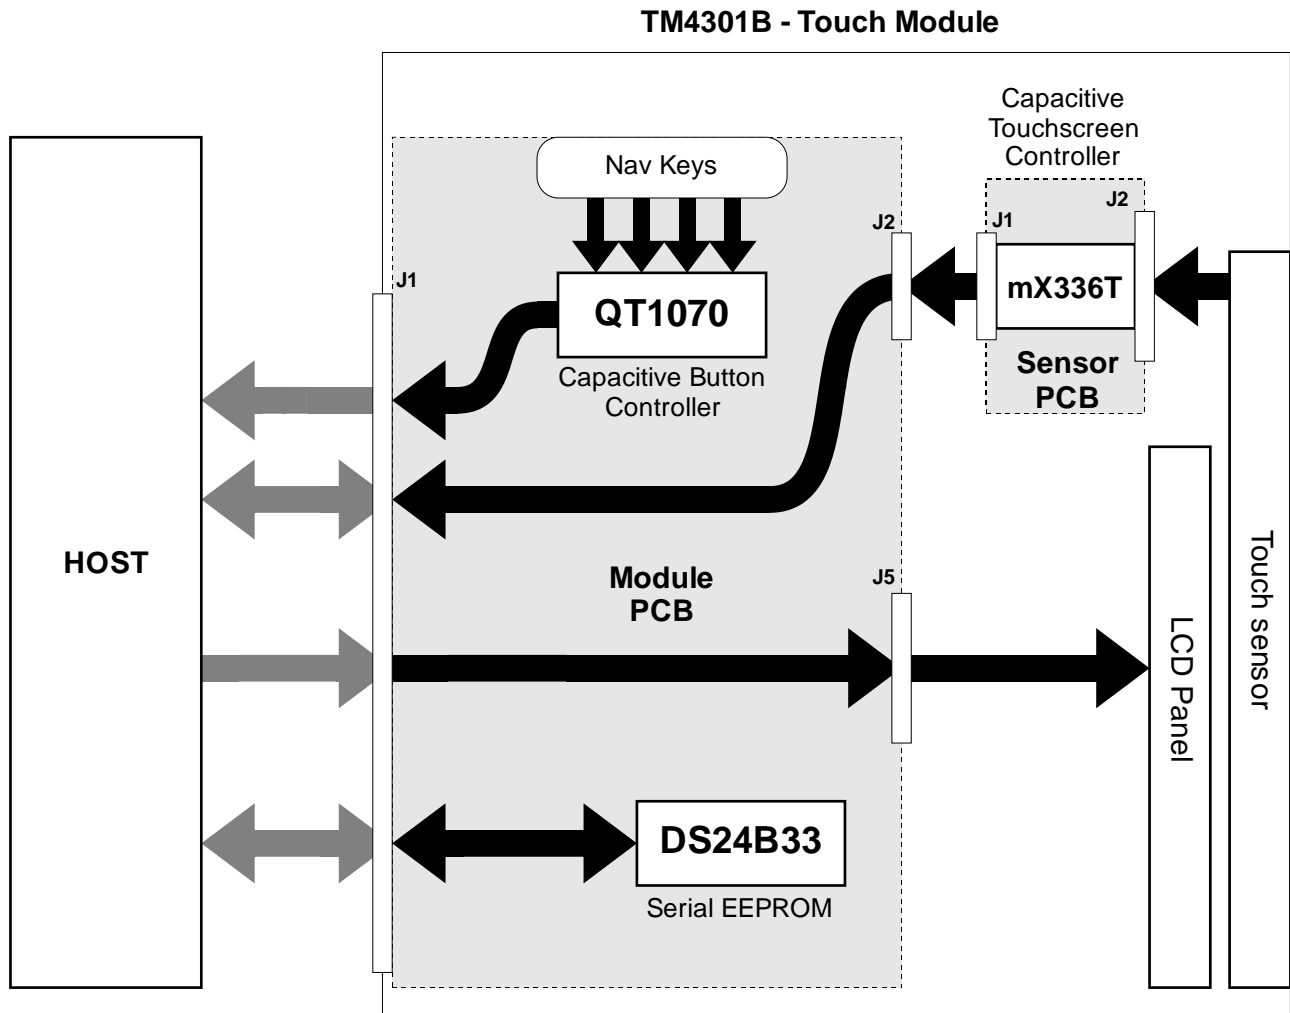 TM4301B - Touch Module
Capacitive
Touchscreen
Controller
Nav Keys
J2
J2
J1
J1
mX336T
QT1070
Sensor
PCB
Capacitive Button
Controller
HOST
Module
PCB
J5
Touch sensor
LCD Panel
DS24B33
Serial EEPROM